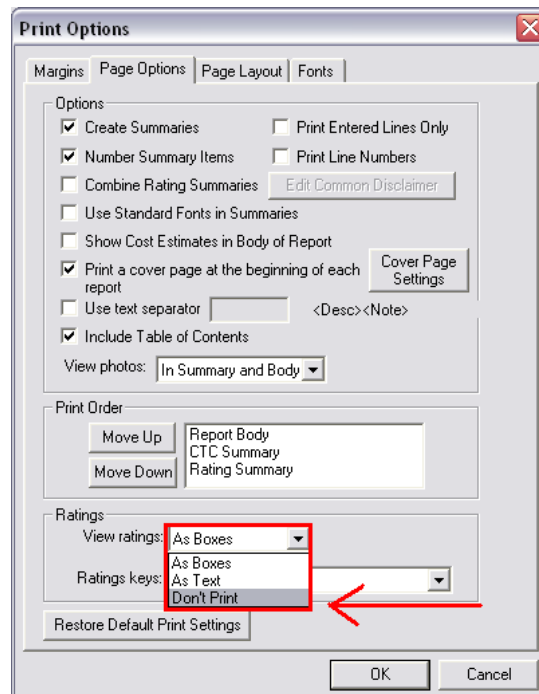 Print Options
Margins Page Options Page Layout Fonts
Options
Create Summaries Print Entered Lines Only
Number Summary Items Print Line Numbers
Combine Rating Summaries Edit Common Disclaimer
Use Standard Fonts in Summaries
Show Cost Estimates in Body of Report
Print a cover page at the beginning of each
report
Cover Page
Settings
Use text separator <Desc><Note>
Include Table of Contents
View photos: In Summary and Body
Print Order
Move Up
Move Down
Report Body
CTC Summary
Rating Summary
Ratings
View ratings: As Boxes
As Boxes
As Text
Don't Print
Ratings keys:
Restore Default Print Settings
OK Cancel